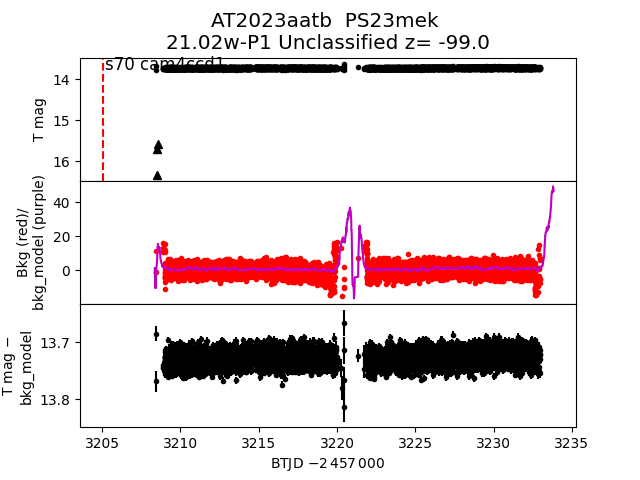 AT2023aatb  PS23mek
21.02w-P1 Unclassified z= -99.0
s70 cam4ccd1
14
15
16
T mag
40
20
0
Bkg (red)/
bkg_model (purple)
13.7
13.8
T mag −
bkg_model
3205 3210 3215 3220 3225 3230 3235
BTJD −2 457 000